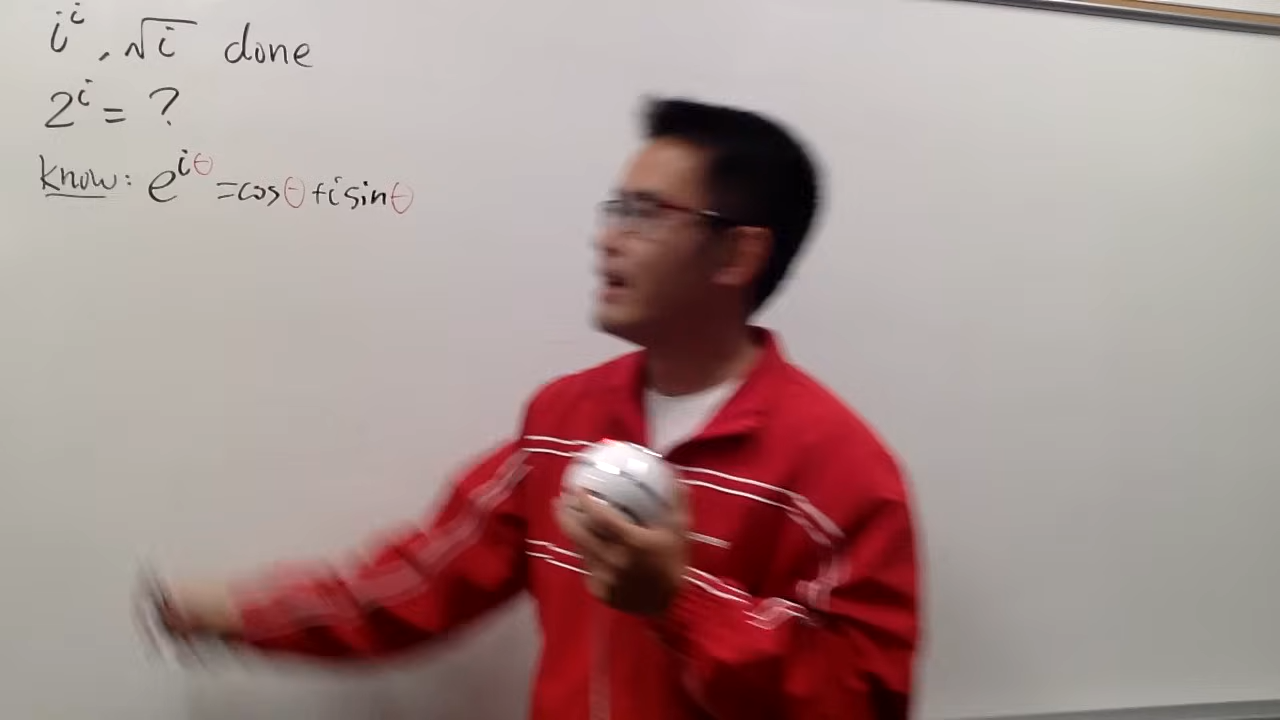 i^i, √i done
2^i = ?
know: e^{iθ} = cosθ + i sinθ